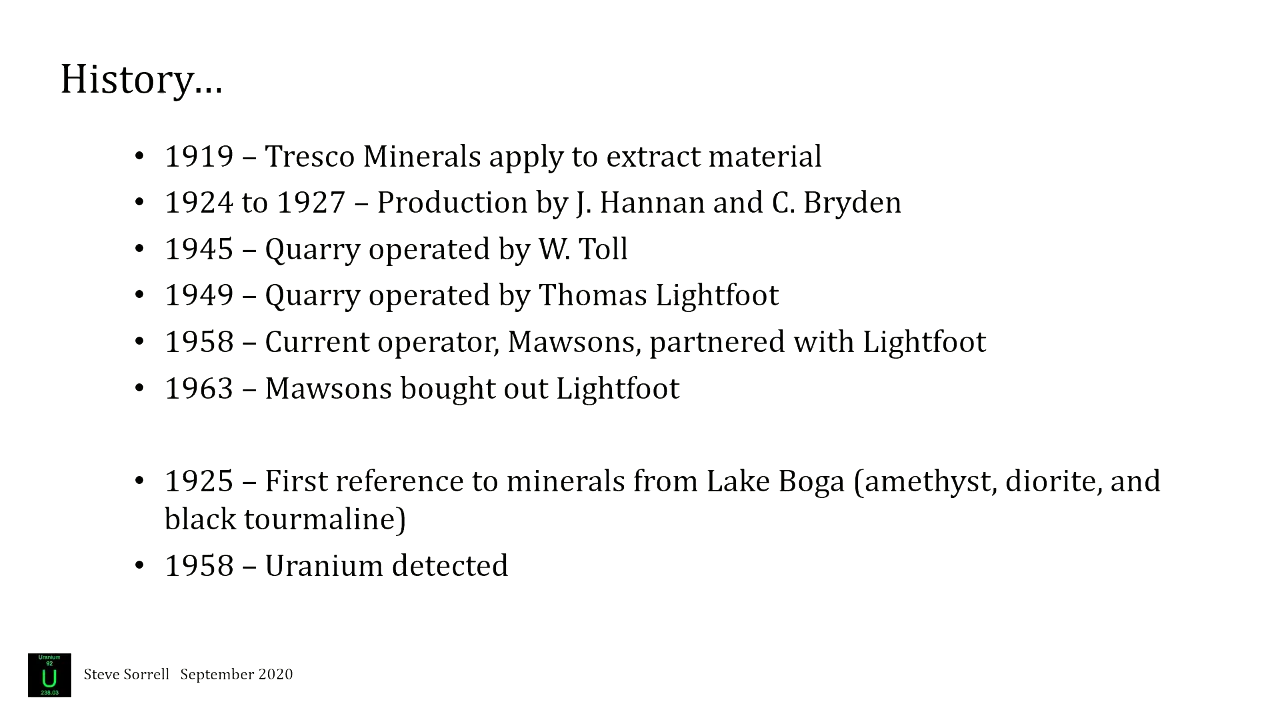 History...
• 1919 – Tresco Minerals apply to extract material
• 1924 to 1927 – Production by J. Hannan and C. Bryden
• 1945 – Quarry operated by W. Toll
• 1949 – Quarry operated by Thomas Lightfoot
• 1958 – Current operator, Mawsons, partnered with Lightfoot
• 1963 – Mawsons bought out Lightfoot
• 1925 – First reference to minerals from Lake Boga (amethyst, diorite, and
black tourmaline)
• 1958 – Uranium detected
Uranium
92
U
238.03
Steve Sorrell September 2020